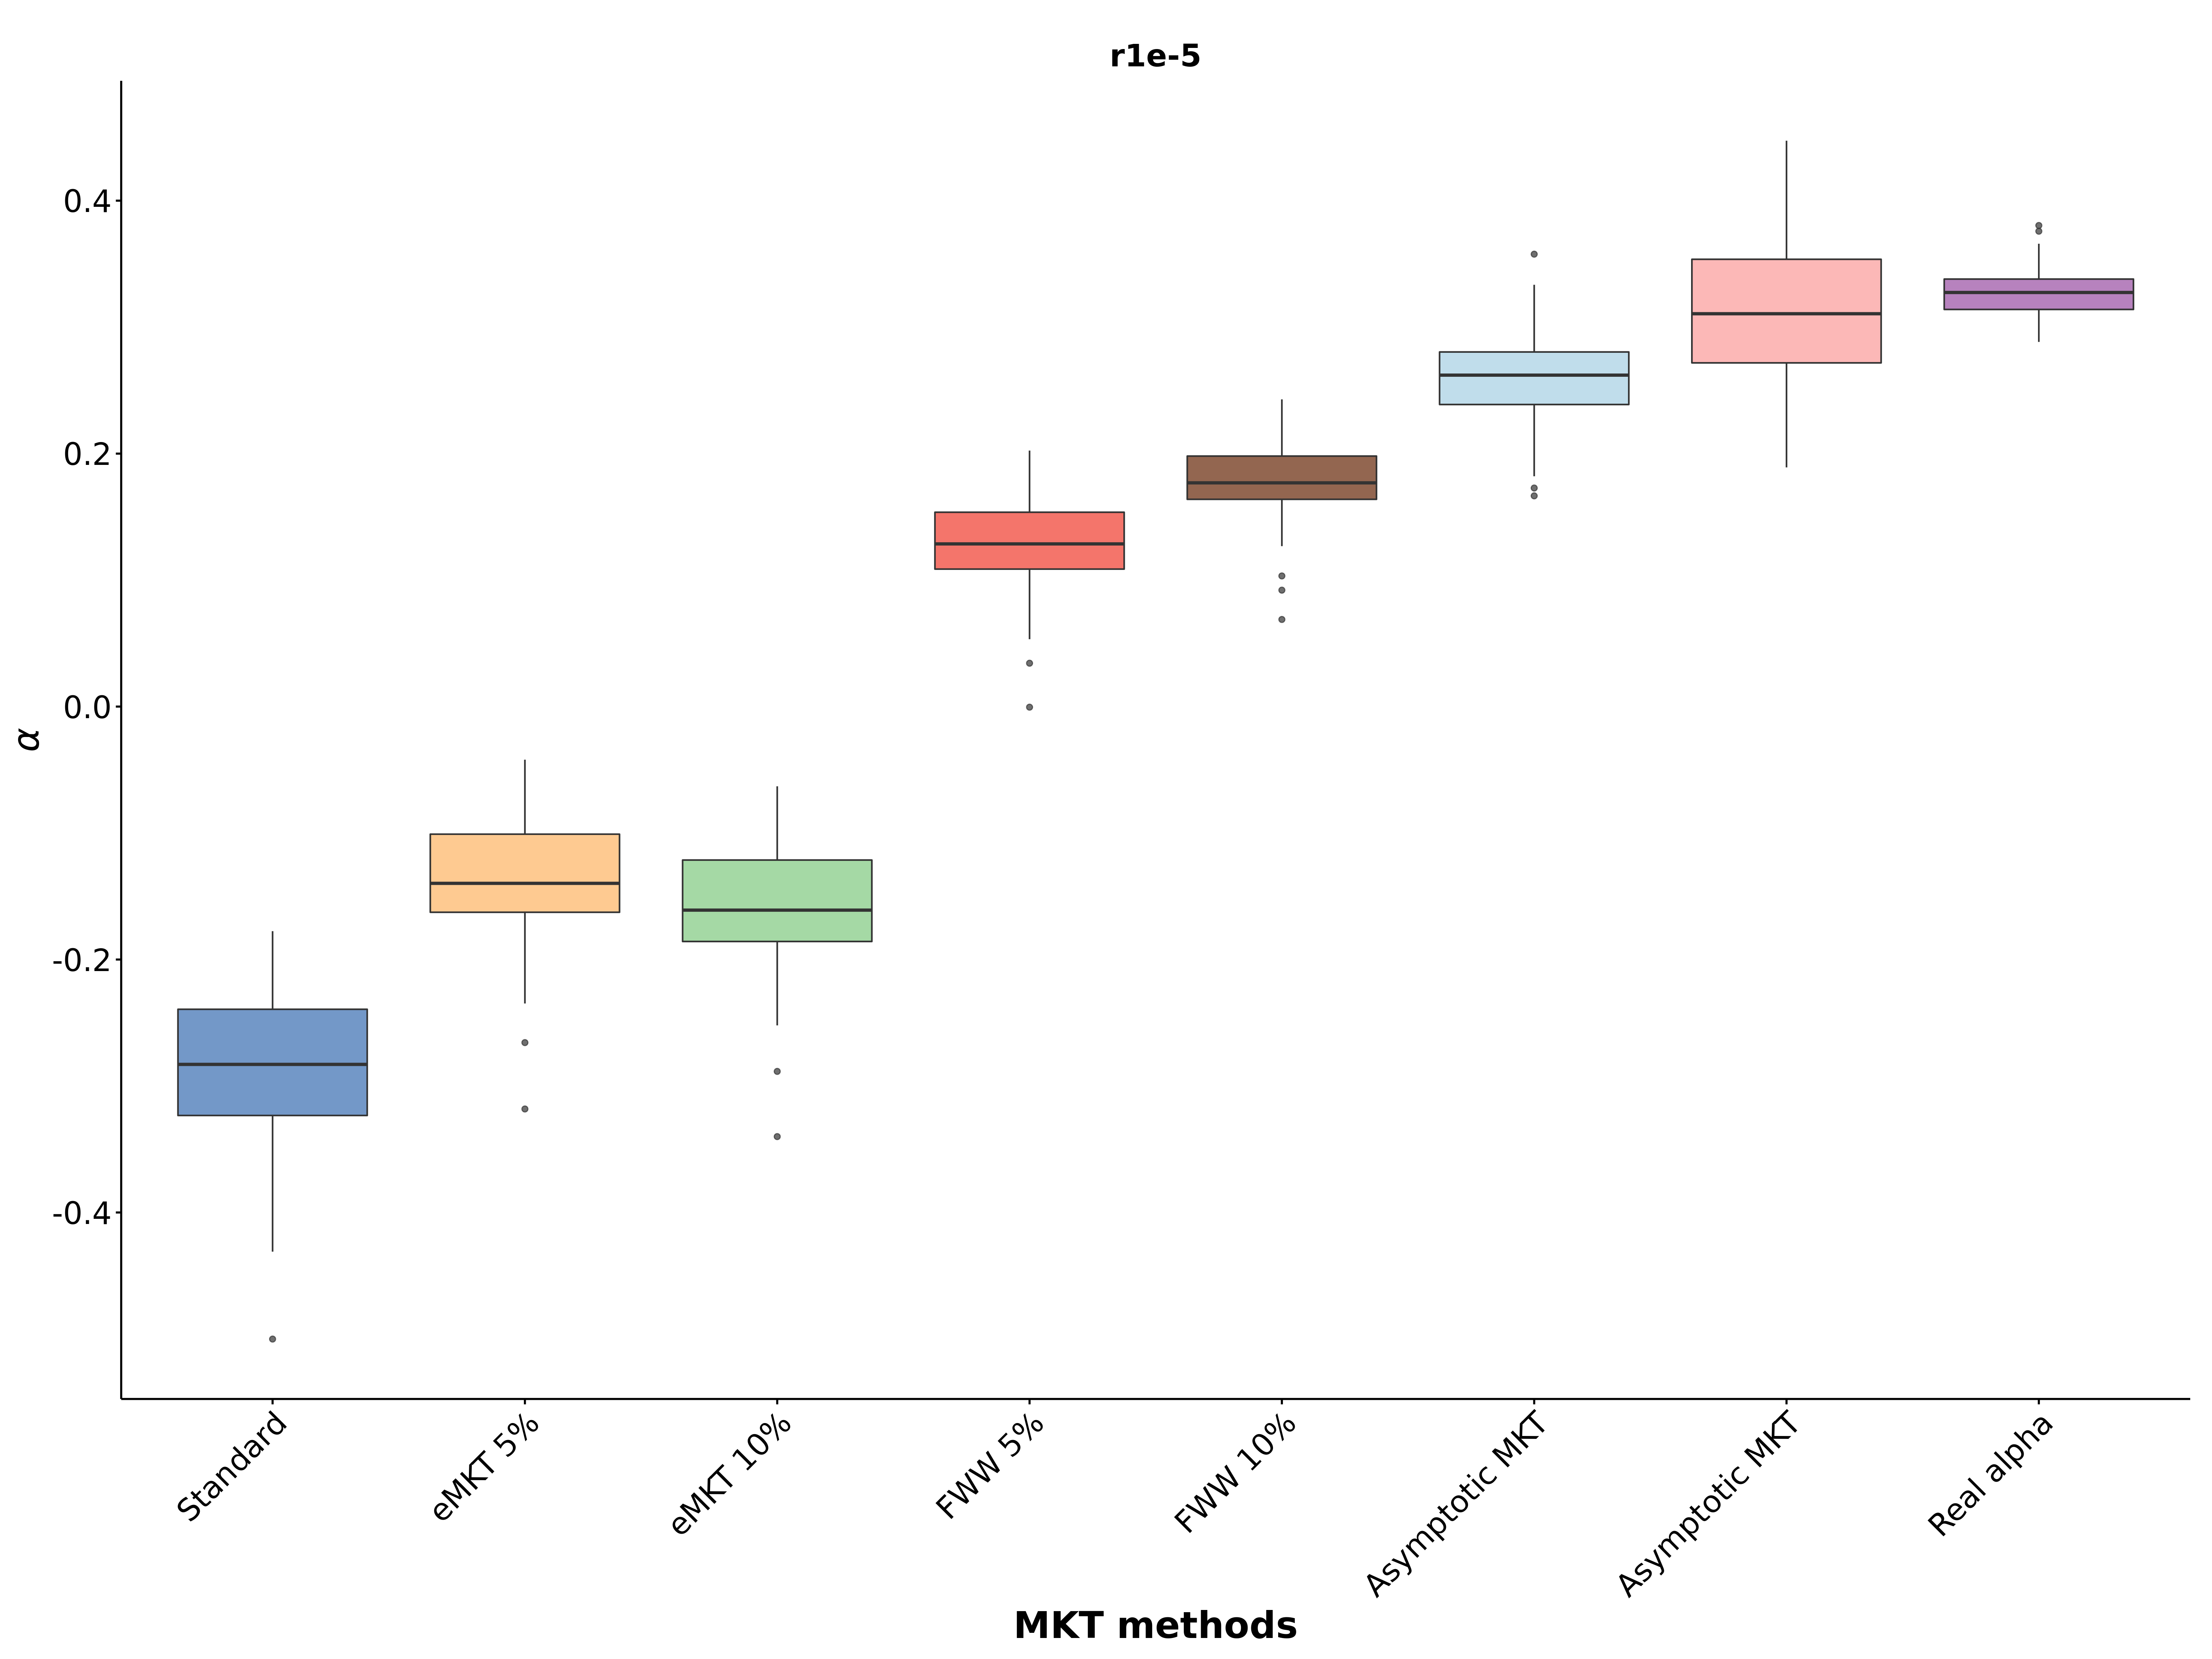 r1e-5
0.4
0.2
0.0
-0.2
-0.4
α
Standard
eMKT 5%
eMKT 10%
FWW 5%
FWW 10%
Asymptotic MKT
Asymptotic MKT
Real alpha
MKT methods